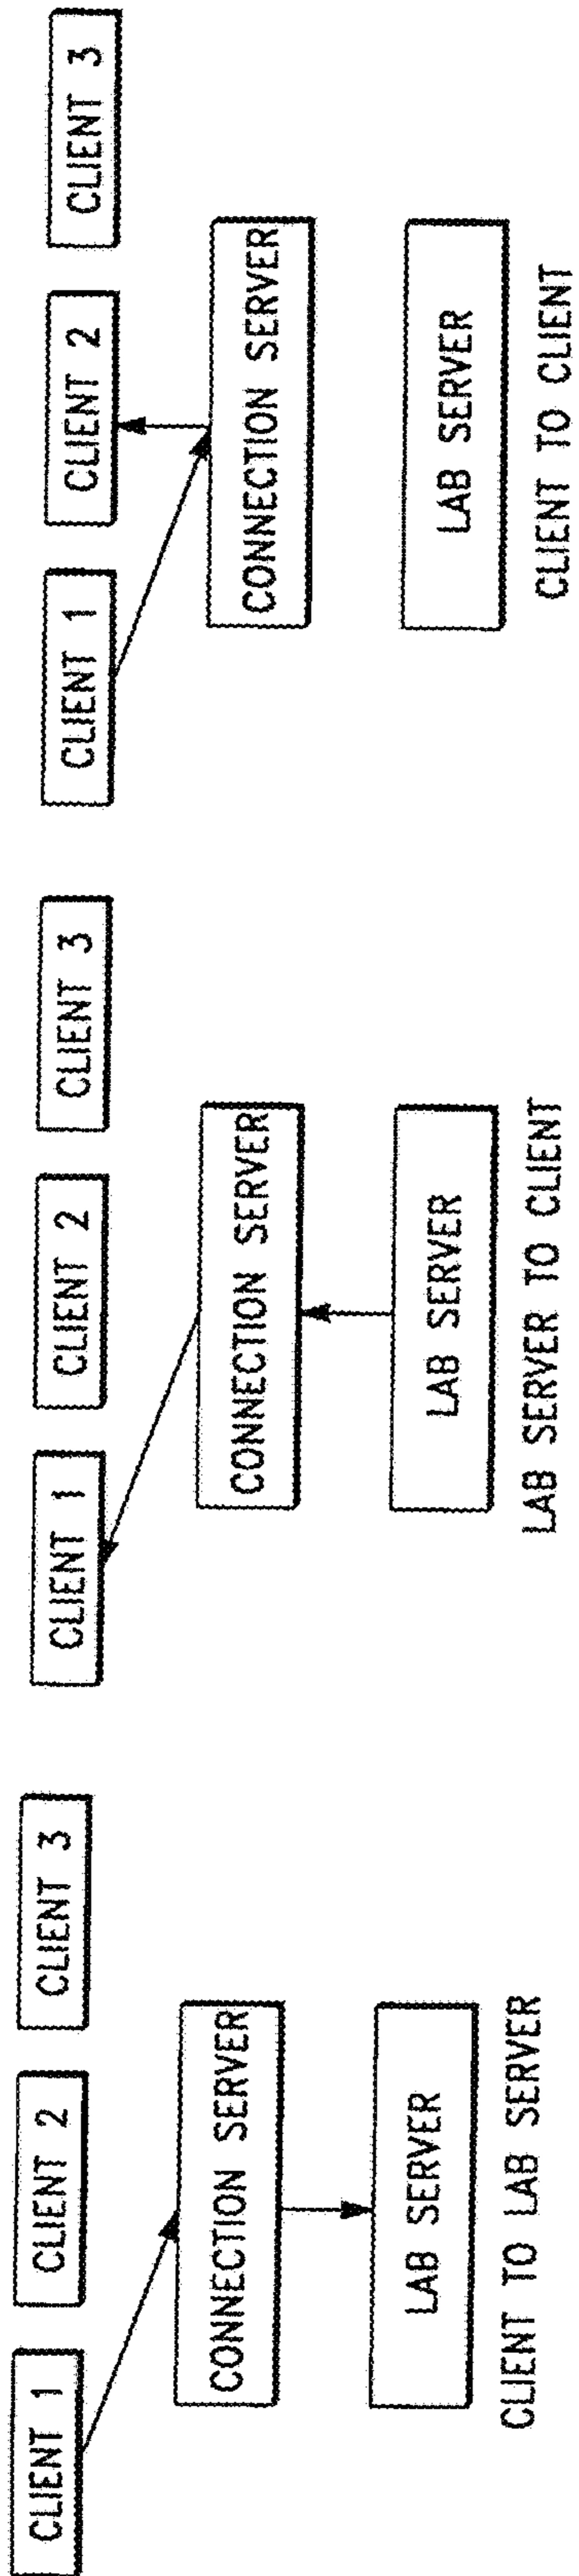 CLIENT 1
CLIENT 2
CLIENT 3
CONNECTION SERVER
LAB SERVER
CLIENT TO LAB SERVER
CLIENT 1
CLIENT 2
CLIENT 3
CONNECTION SERVER
LAB SERVER
LAB SERVER TO CLIENT
CLIENT 1
CLIENT 2
CLIENT 3
CONNECTION SERVER
LAB SERVER
CLIENT TO CLIENT